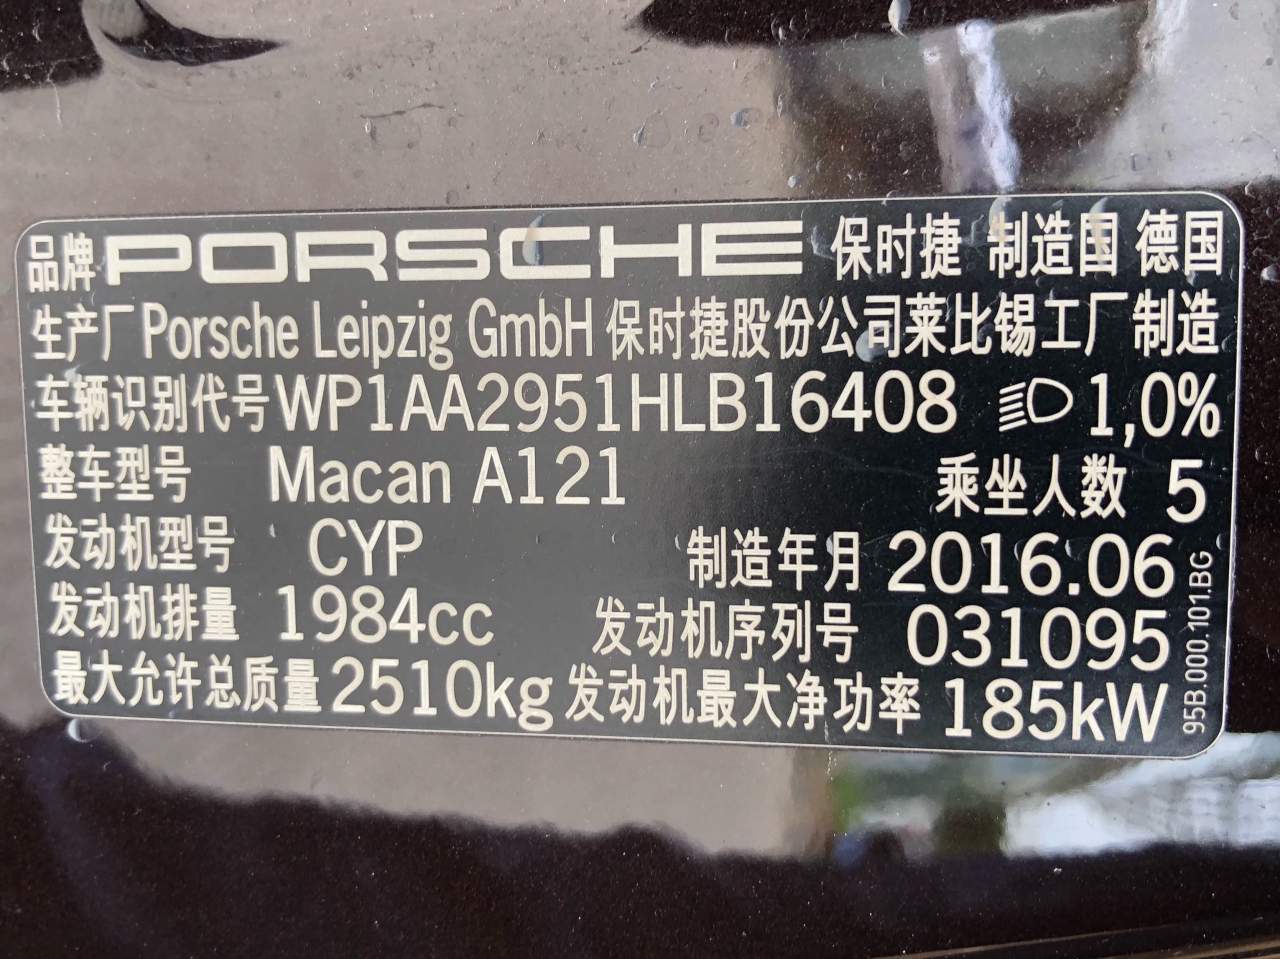 品牌 PORSCHE 保时捷 制造国 德国
生产厂 Porsche Leipzig GmbH 保时捷股份公司莱比锡工厂 制造
车辆识别代号 WP1AA2951HLB16408 1,0%
整车型号 Macan A121 乘坐人数 5
发动机型号 CYP 制造年月 2016.06
发动机排量 1984cc 发动机序列号 031095
最大允许总质量 2510kg 发动机最大净功率 185kW
95B.000.101.BG